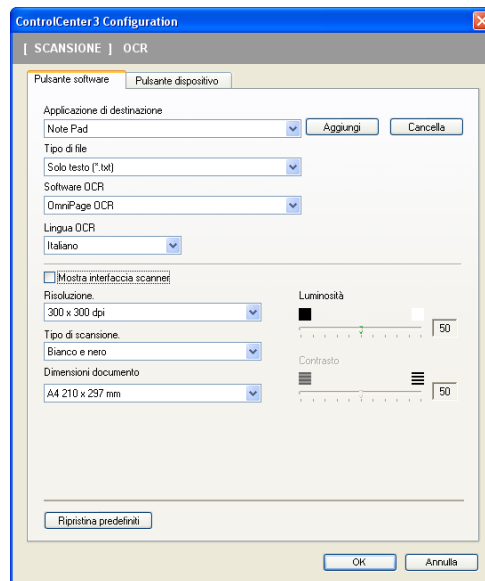 ControlCenter3 Configuration
[ SCANSIONE ] OCR
Pulsante software Pulsante dispositivo
Applicazione di destinazione
Note Pad Aggiungi Cancella
Tipo di file
Solo testo (*.txt)
Software OCR
OmniPage OCR
Lingua OCR
Italiano
Mostra interfaccia scanner
Risoluzione. Luminosità
300 x 300 dpi 50
Tipo di scansione.
Bianco e nero Contrasto
Dimensioni documento
A4 210 x 297 mm 50
Ripristina predefiniti
OK Annulla